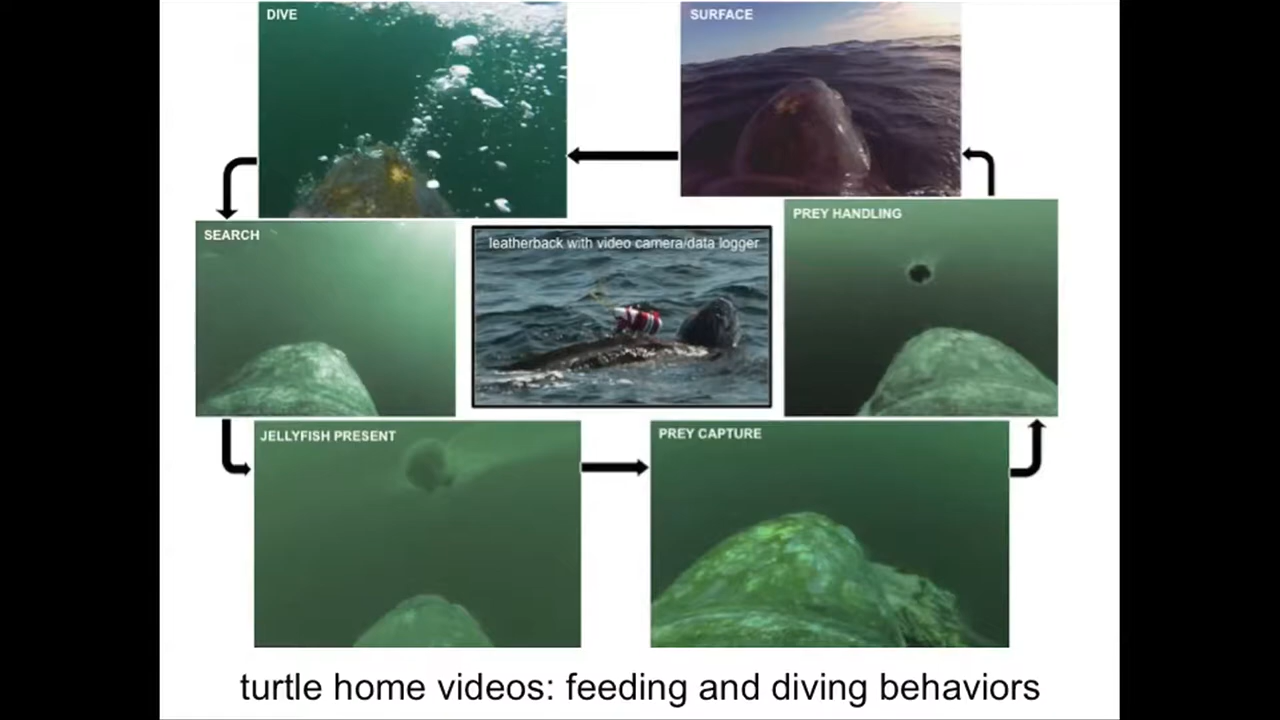 DIVE
SURFACE
PREY HANDLING
SEARCH
leatherback with video camera/data logger
JELLYFISH PRESENT
PREY CAPTURE
turtle home videos: feeding and diving behaviors